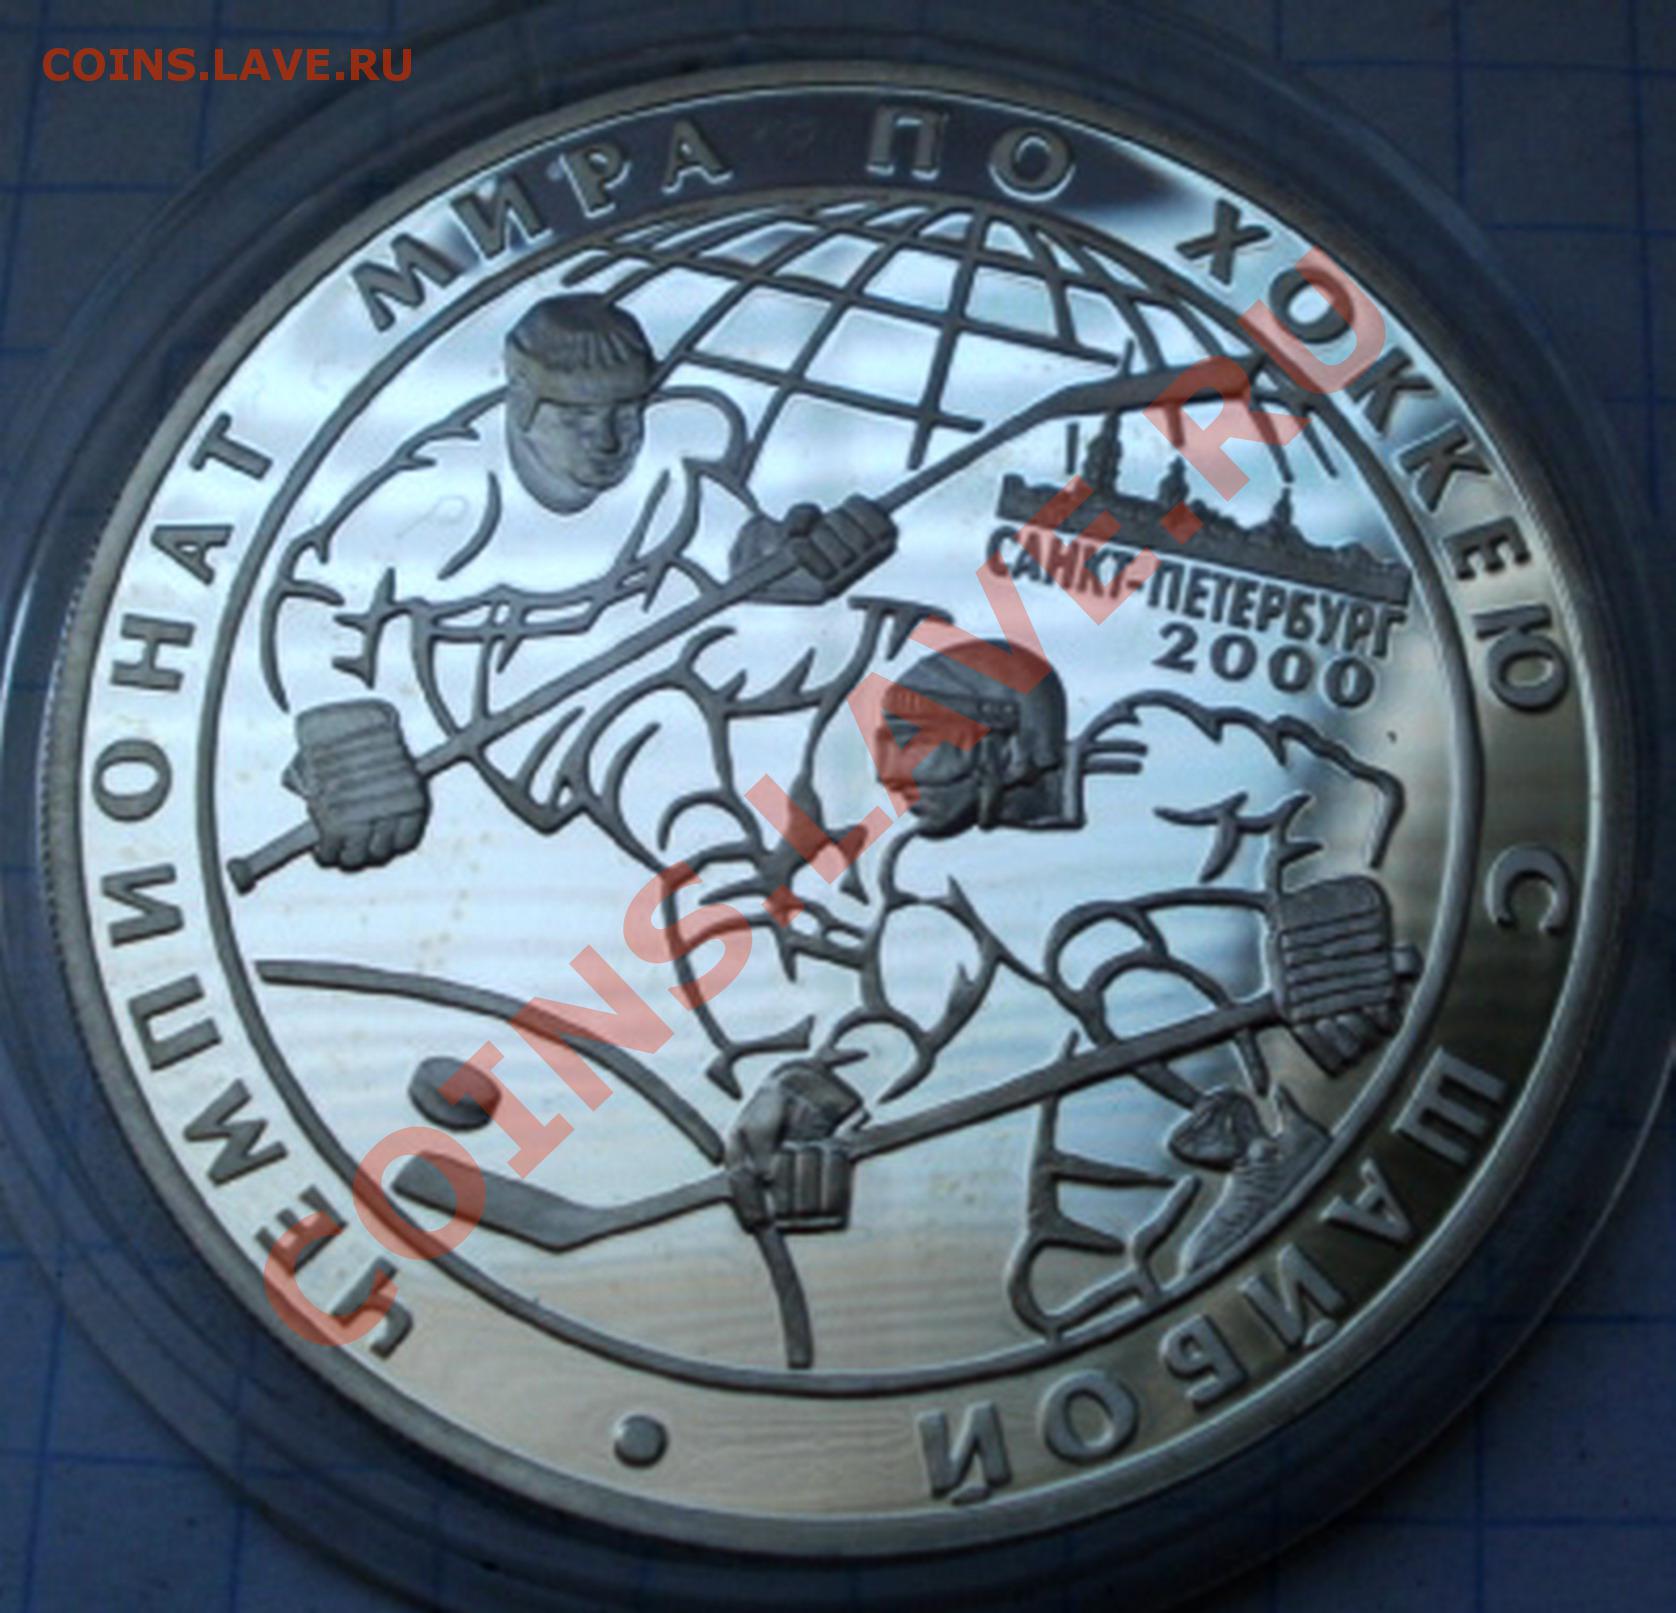 COINS.LAVE.RU
ЧЕМПИОНАТ МИРА ПО ХОККЕЮ С ШАЙБОЙ
САНКТ-ПЕТЕРБУРГ
2000
COINS.LAVE.RU